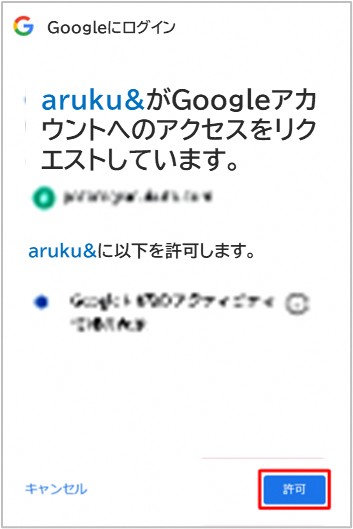 Googleにログイン
aruku&がGoogleアカ
ウントへのアクセスをリク
エストしています。
aruku&に以下を許可します。
キャンセル
許可